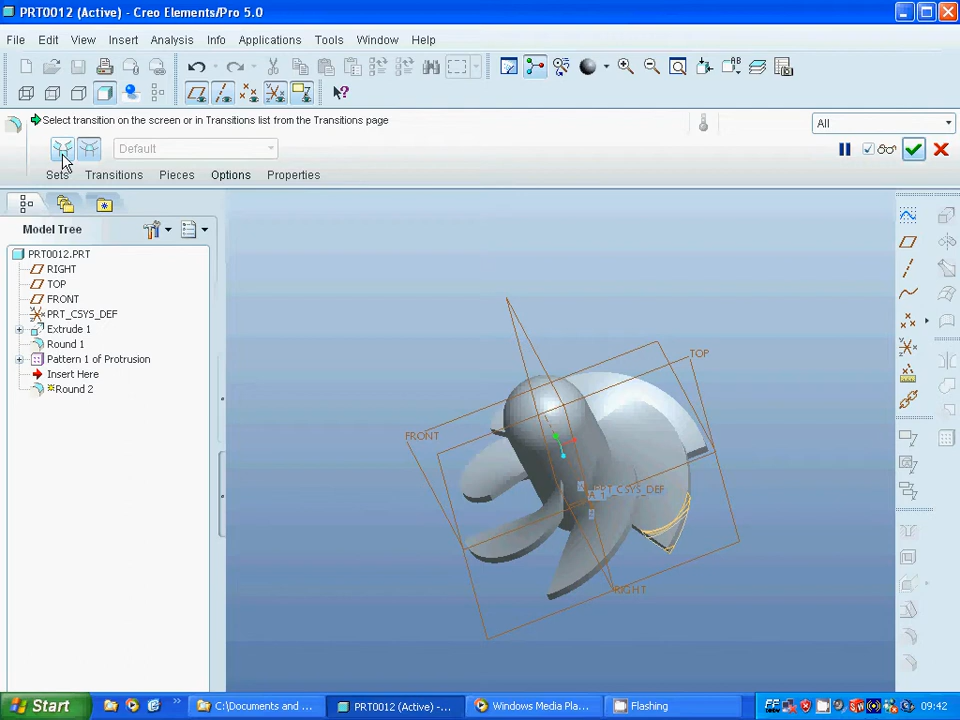 PRT0012 (Active) - Creo Elements/Pro 5.0
File Edit View Insert Analysis Info Applications Tools Window Help
Select transition on the screen or in Transitions list from the Transitions page
All
Default
Sets Transitions Pieces Options Properties
Model Tree
PRT0012.PRT
RIGHT
TOP
FRONT
PRT_CSYS_DEF
Extrude 1
Round 1
Pattern 1 of Protrusion
Insert Here
Round 2
TOP
FRONT
PRT_CSYS_DEF
RIGHT
Start
C:\Documents and ...
PRT0012 (Active) -...
Windows Media Pla...
Flashing
09:42